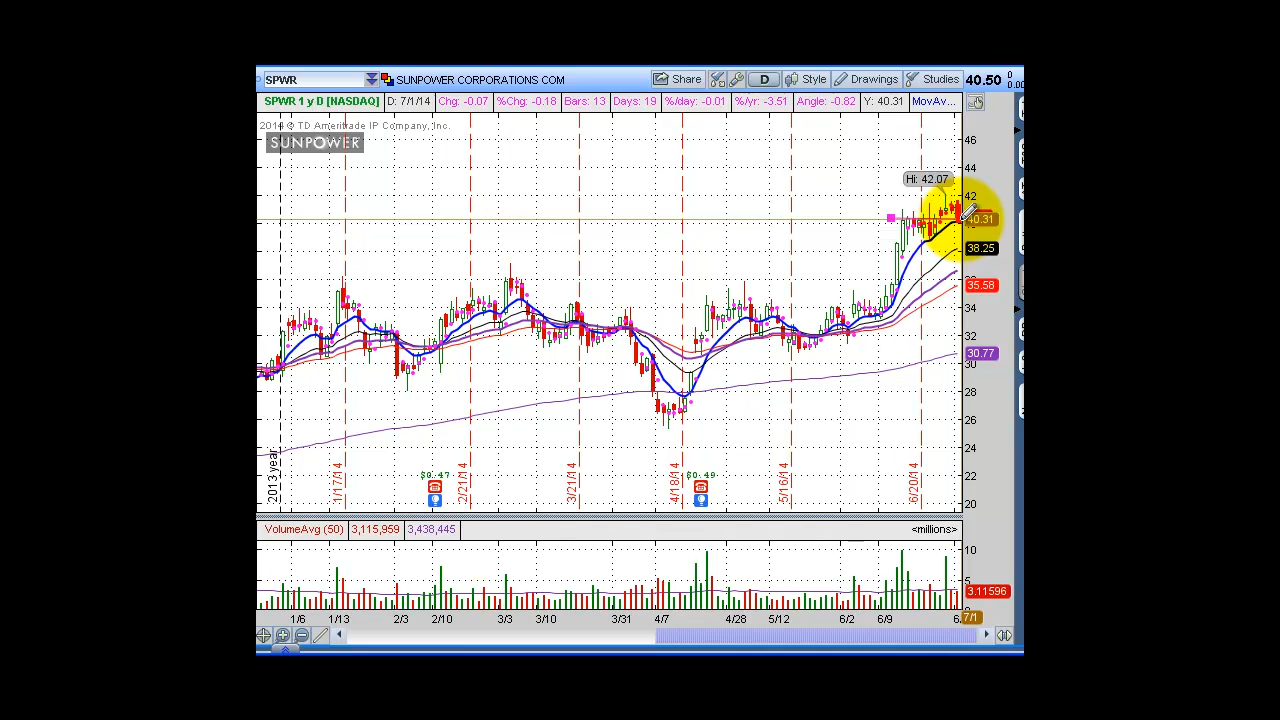 SPWR SUNPOWER CORPORATIONS COM Share D Style Drawings Studies 40.50 0
0.00
SPWR 1 y D [NASDAQ] D: 7/1/14 Chg: -0.07 %Chg: -0.18 Bars: 13 Days: 19 %/day: -0.01 %/yr: -3.51 Angle: -0.82 Y: 40.31 MovAv...
2014 © TD Ameritrade IP Company, Inc.
SUNPOWER
46
44
Hi: 42.07
42
40.31
38.25
35.58
34
32
30.77
30
28
26
24
22
20
2013 year 1/17/14 2/21/14 3/21/14 4/18/14 5/16/14 6/20/14
$0.47 $0.49
VolumeAvg (50) 3,115,959 3,438,445 <millions>
10
5
3.11596
1/6 1/13 2/3 2/10 3/3 3/10 3/31 4/7 4/28 5/12 6/2 6/9 7/1